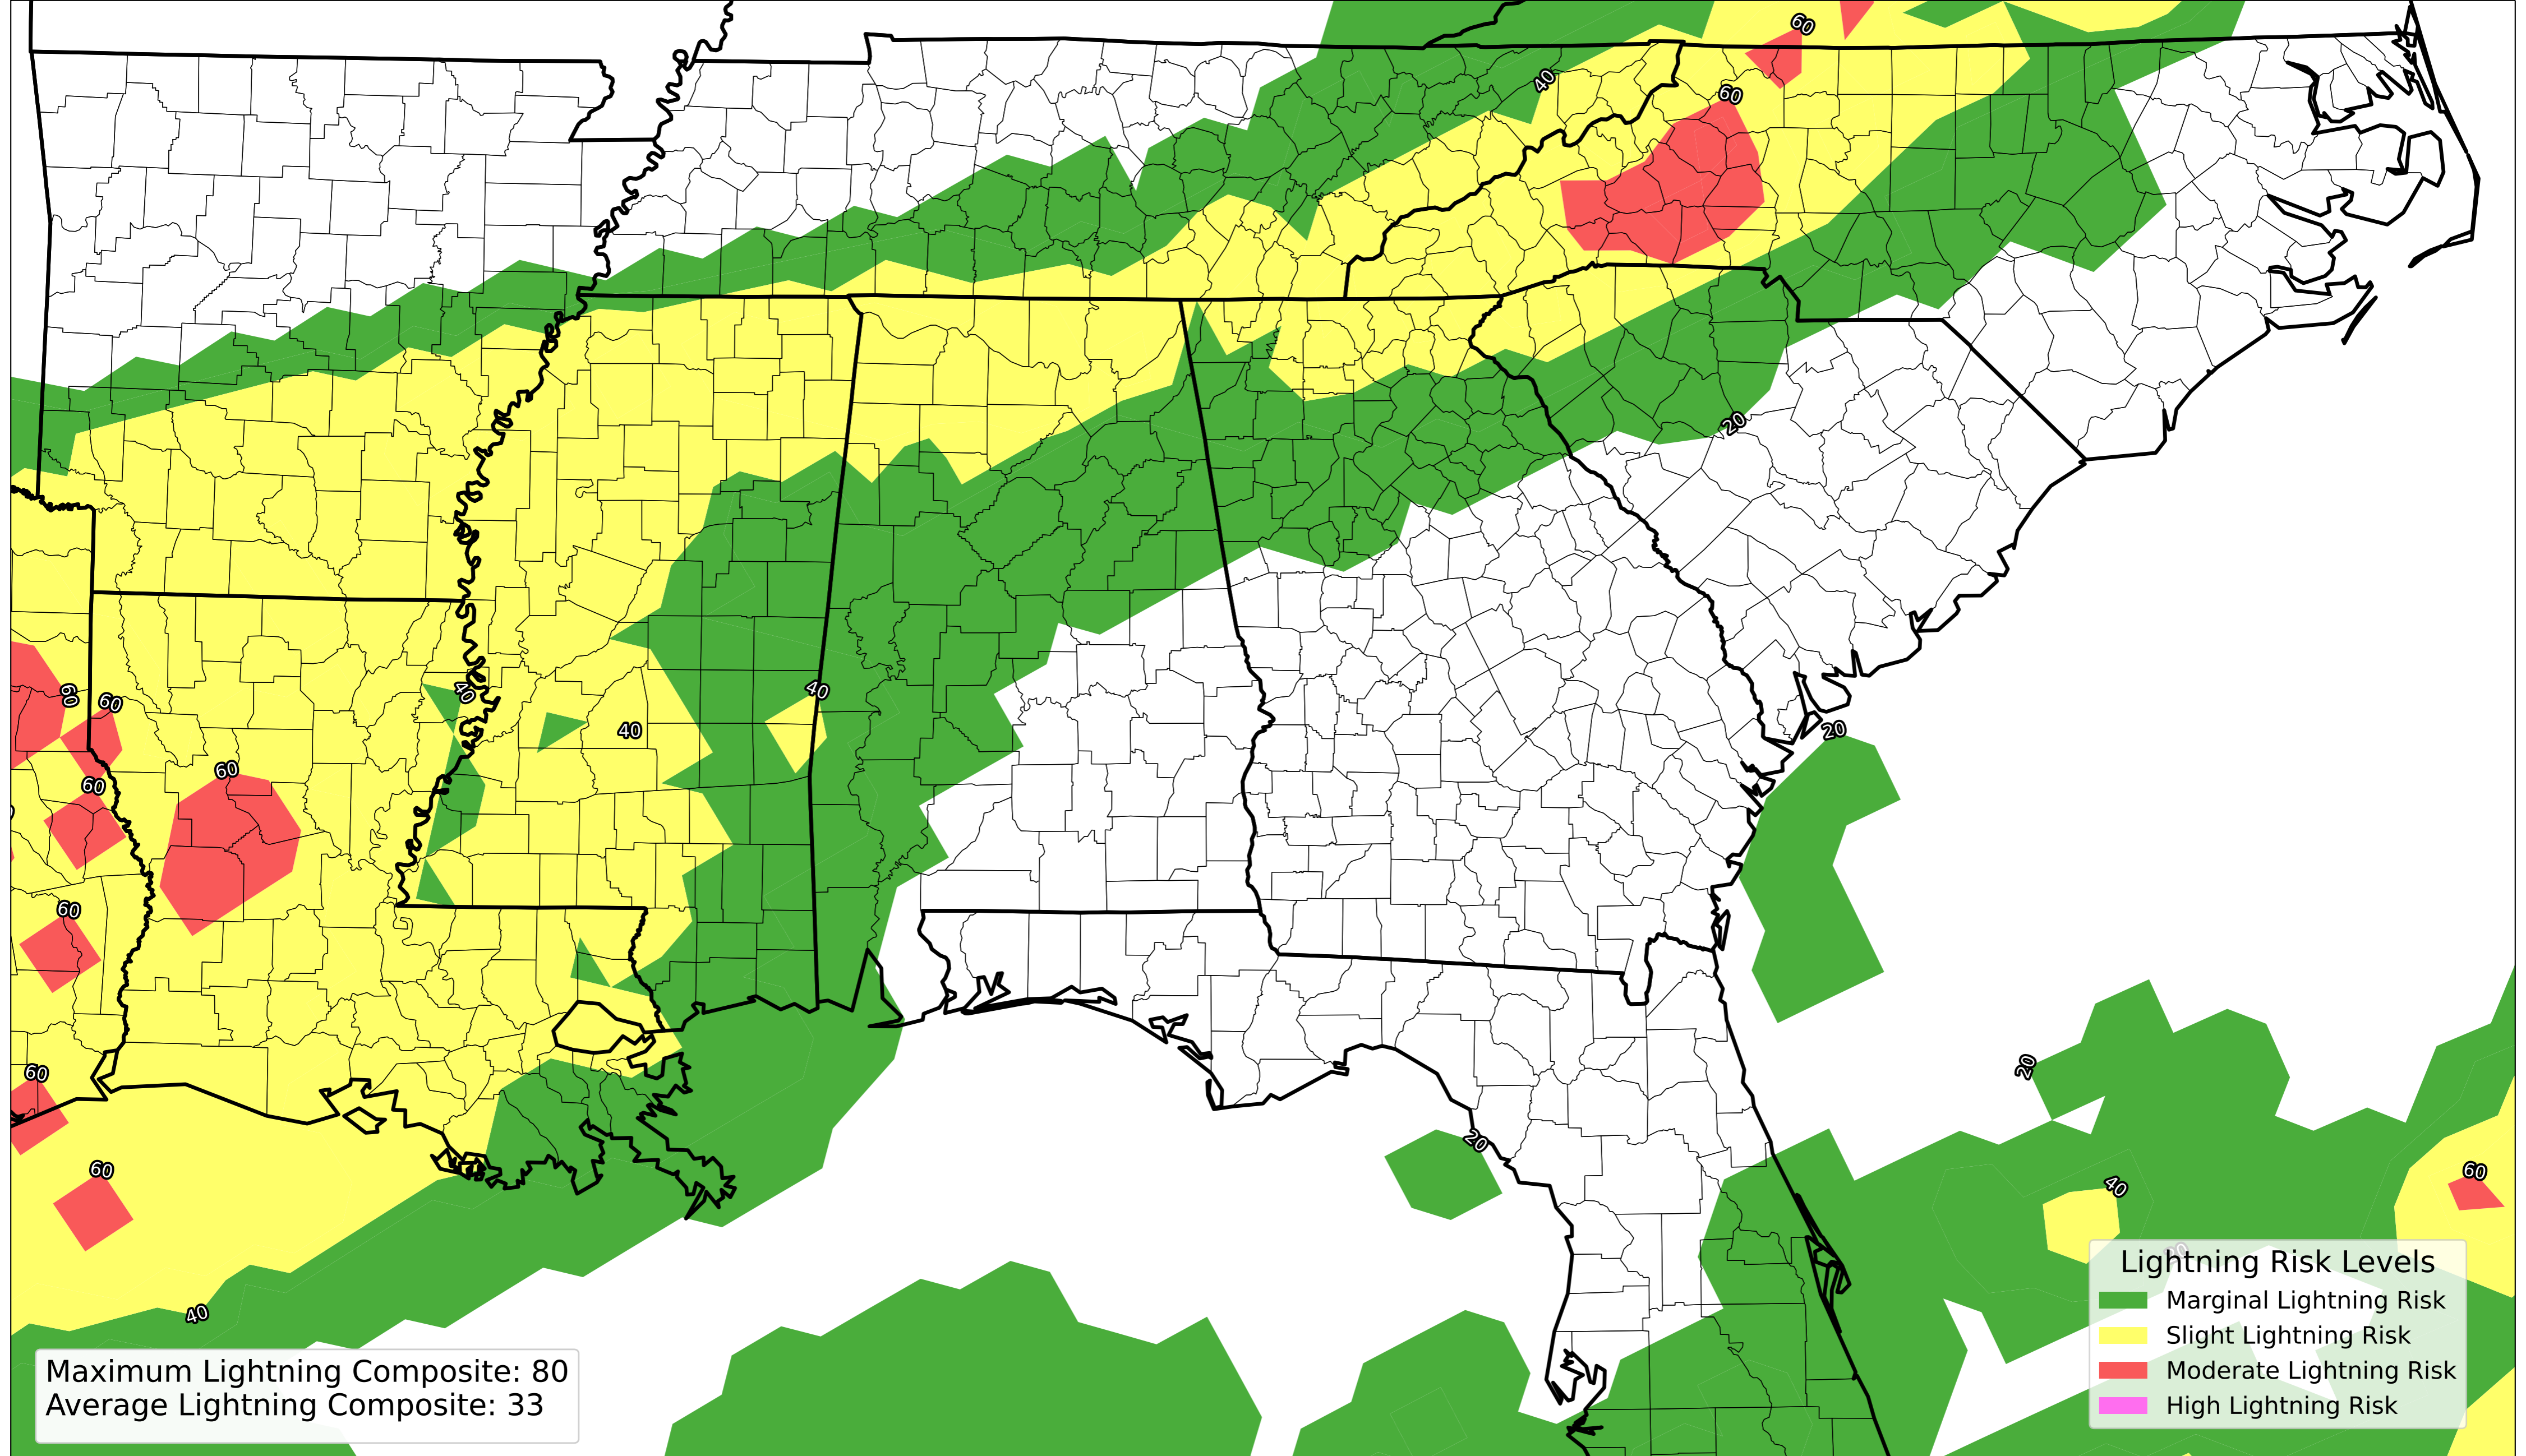 60
40
60
20
60
60
40
40
40
60
60
20
60
20
60
20
60
40
60
40
Lightning Risk Levels
Marginal Lightning Risk
Slight Lightning Risk
Moderate Lightning Risk
High Lightning Risk
Maximum Lightning Composite: 80
Average Lightning Composite: 33